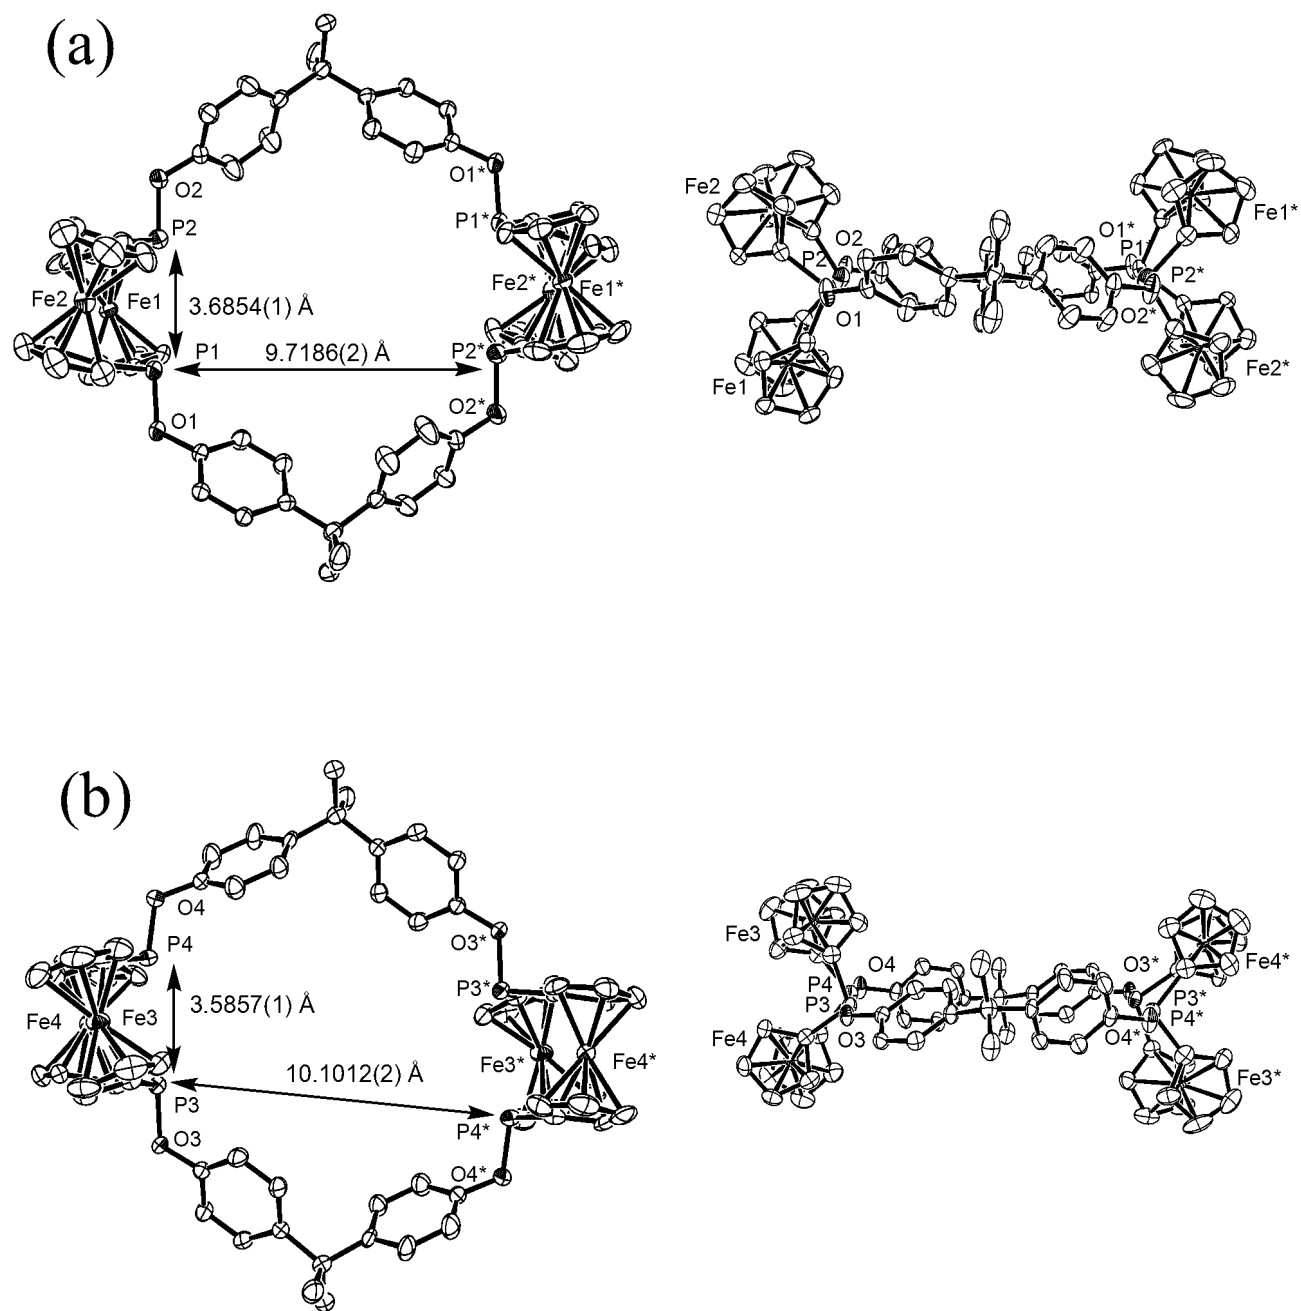 (a)
O2
O1*
P2
P1*
Fe2
Fe1
Fe2*
Fe1*
3.6854(1) Å
P1
9.7186(2) Å
P2*
O1
O2*
Fe2
Fe1*
O1*
O2
P1*
P2
P2*
O1
O2*
Fe1
Fe2*
(b)
O4
O3*
P4
P3*
Fe4
Fe3
3.5857(1) Å
Fe3*
Fe4*
10.1012(2) Å
P3
P4*
O3
O4*
Fe3
O4
O3*
Fe4*
P4
P3
P3*
P4*
Fe4
O3
O4*
Fe3*